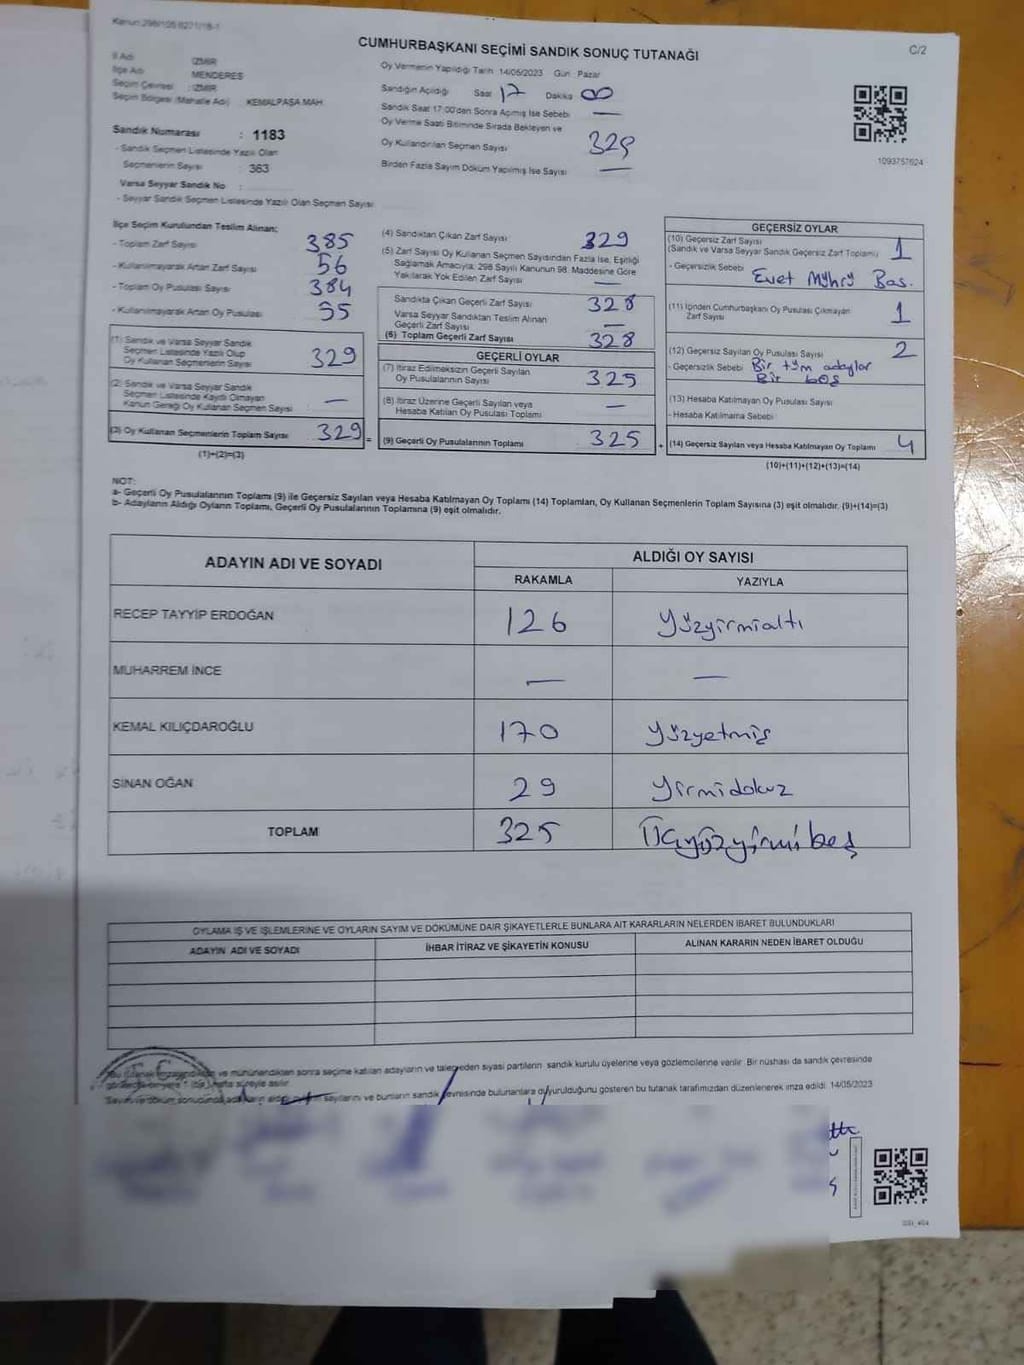 Kanun:298/105 6271/18-1
CUMHURBAŞKANI SEÇİMİ SANDIK SONUÇ TUTANAĞI
C/2
İl Adı : İZMİR
İlçe Adı : MENDERES
Seçim Çevresi : İZMİR
Seçim Bölgesi (Mahalle Adı) : KEMALPAŞA MAH.
Sandık Numarası : 1183
- Sandık Seçmen Listesinde Yazılı Olan
Seçmenlerin Sayısı : 363
Varsa Seyyar Sandık No :
- Seyyar Sandık Seçmen Listesinde Yazılı Olan Seçmen Sayısı
Oy Vermenin Yapıldığı Tarih 14/05/2023 Gün Pazar
Sandığın Açıldığı Saat 17 Dakika 00
Sandık Saat 17:00'den Sonra Açımış İse Sebebi —
Oy Verme Saati Bitiminde Sırada Bekleyen ve
Oy Kullandırılan Seçmen Sayısı 329
Birden Fazla Sayım Döküm Yapılmış İse Sayısı —
1093757624
İlçe Seçim Kurulundan Teslim Alınan;
- Toplam Zarf Sayısı 385
- Kullanılmayarak Artan Zarf Sayısı 56
- Toplam Oy Pusulası Sayısı 384
- Kullanılmayarak Artan Oy Pusulası 55
(1) Sandık ve Varsa Seyyar Sandık
Seçmen Listesinde Yazılı Olup
Oy Kullanan Seçmenlerin Sayısı 329
(2) Sandık ve Varsa Seyyar Sandık
Seçmen Listesinde Kaydı Olmayan
Kanun Gereği Oy Kullanan Seçmen Sayısı —
(3) Oy Kullanan Seçmenlerin Toplam Sayısı 329 =
(1)+(2)=(3)
(4) Sandıktan Çıkan Zarf Sayısı 329
(5) Zarf Sayısı Oy Kullanan Seçmen Sayısından Fazla İse, Eşitliği
Sağlamak Amacıyla; 298 Sayılı Kanunun 98. Maddesine Göre
Yakılarak Yok Edilen Zarf Sayısı —
Sandıkta Çıkan Geçerli Zarf Sayısı 328
Varsa Seyyar Sandıktan Teslim Alınan
Geçerli Zarf Sayısı —
(6) Toplam Geçerli Zarf Sayısı 328
GEÇERLİ OYLAR
(7) İtiraz Edilmeksizin Geçerli Sayılan
Oy Pusulalarının Sayısı 325
(8) İtiraz Üzerine Geçerli Sayılan veya
Hesaba Katılan Oy Pusulası Toplamı —
(9) Geçerli Oy Pusulalarının Toplamı 325 +
GEÇERSİZ OYLAR
(10) Geçersiz Zarf Sayısı 1
(Sandık ve Varsa Seyyar Sandık Geçersiz Zarf Toplamı)
- Geçersizlik Sebebi Evet Mührü Bas.
(11) İçinden Cumhurbaşkanı Oy Pusulası Çıkmayan
Zarf Sayısı 1
(12) Geçersiz Sayılan Oy Pusulası Sayısı 2
- Geçersizlik Sebebi Bir tüm adaylar
Bir boş
(13) Hesaba Katılmayan Oy Pusulası Sayısı
- Hesaba Katılmama Sebebi
(14) Geçersiz Sayılan veya Hesaba Katılmayan Oy Toplamı 4
(10)+(11)+(12)+(13)=(14)
NOT:
a- Geçerli Oy Pusulalarının Toplamı (9) ile Geçersiz Sayılan veya Hesaba Katılmayan Oy Toplamı (14) Toplamları, Oy Kullanan Seçmenlerin Toplam Sayısına (3) eşit olmalıdır. (9)+(14)=(3)
b- Adayların Aldığı Oyların Toplamı, Geçerli Oy Pusulalarının Toplamına (9) eşit olmalıdır.
ADAYIN ADI VE SOYADI ALDIĞI OY SAYISI
RAKAMLA YAZIYLA
RECEP TAYYİP ERDOĞAN 126 Yüzyirmialtı
MUHARREM İNCE — —
KEMAL KILIÇDAROĞLU 170 yüzyetmiş
SİNAN OĞAN 29 yirmidokuz
TOPLAM 325 Üçyüzyirmibeş
OYLAMA İŞ VE İŞLEMLERİNE VE OYLARIN SAYIM VE DÖKÜMÜNE DAİR ŞİKAYETLERLE BUNLARA AİT KARARLARIN NELERDEN İBARET BULUNDUKLARI
ADAYIN ADI VE SOYADI İHBAR İTİRAZ VE ŞİKAYETİN KONUSU ALINAN KARARIN NEDEN İBARET OLDUĞU
ve mühürlendikten sonra seçime katılan adayların ve talep eden siyasi partilerin sandık kurulu üyelerine veya gözlemcilerine verilir. Bir nüshası da sandık çevresinde
süreyle asılır.
Sayım ve döküm sonucunda adayların aldığı oyların sayılarını ve bunların sandık çevresinde bulunanlara duyurulduğunu gösteren bu tutanak tarafımızdan düzenlenerek imza edildi. 14/05/2023